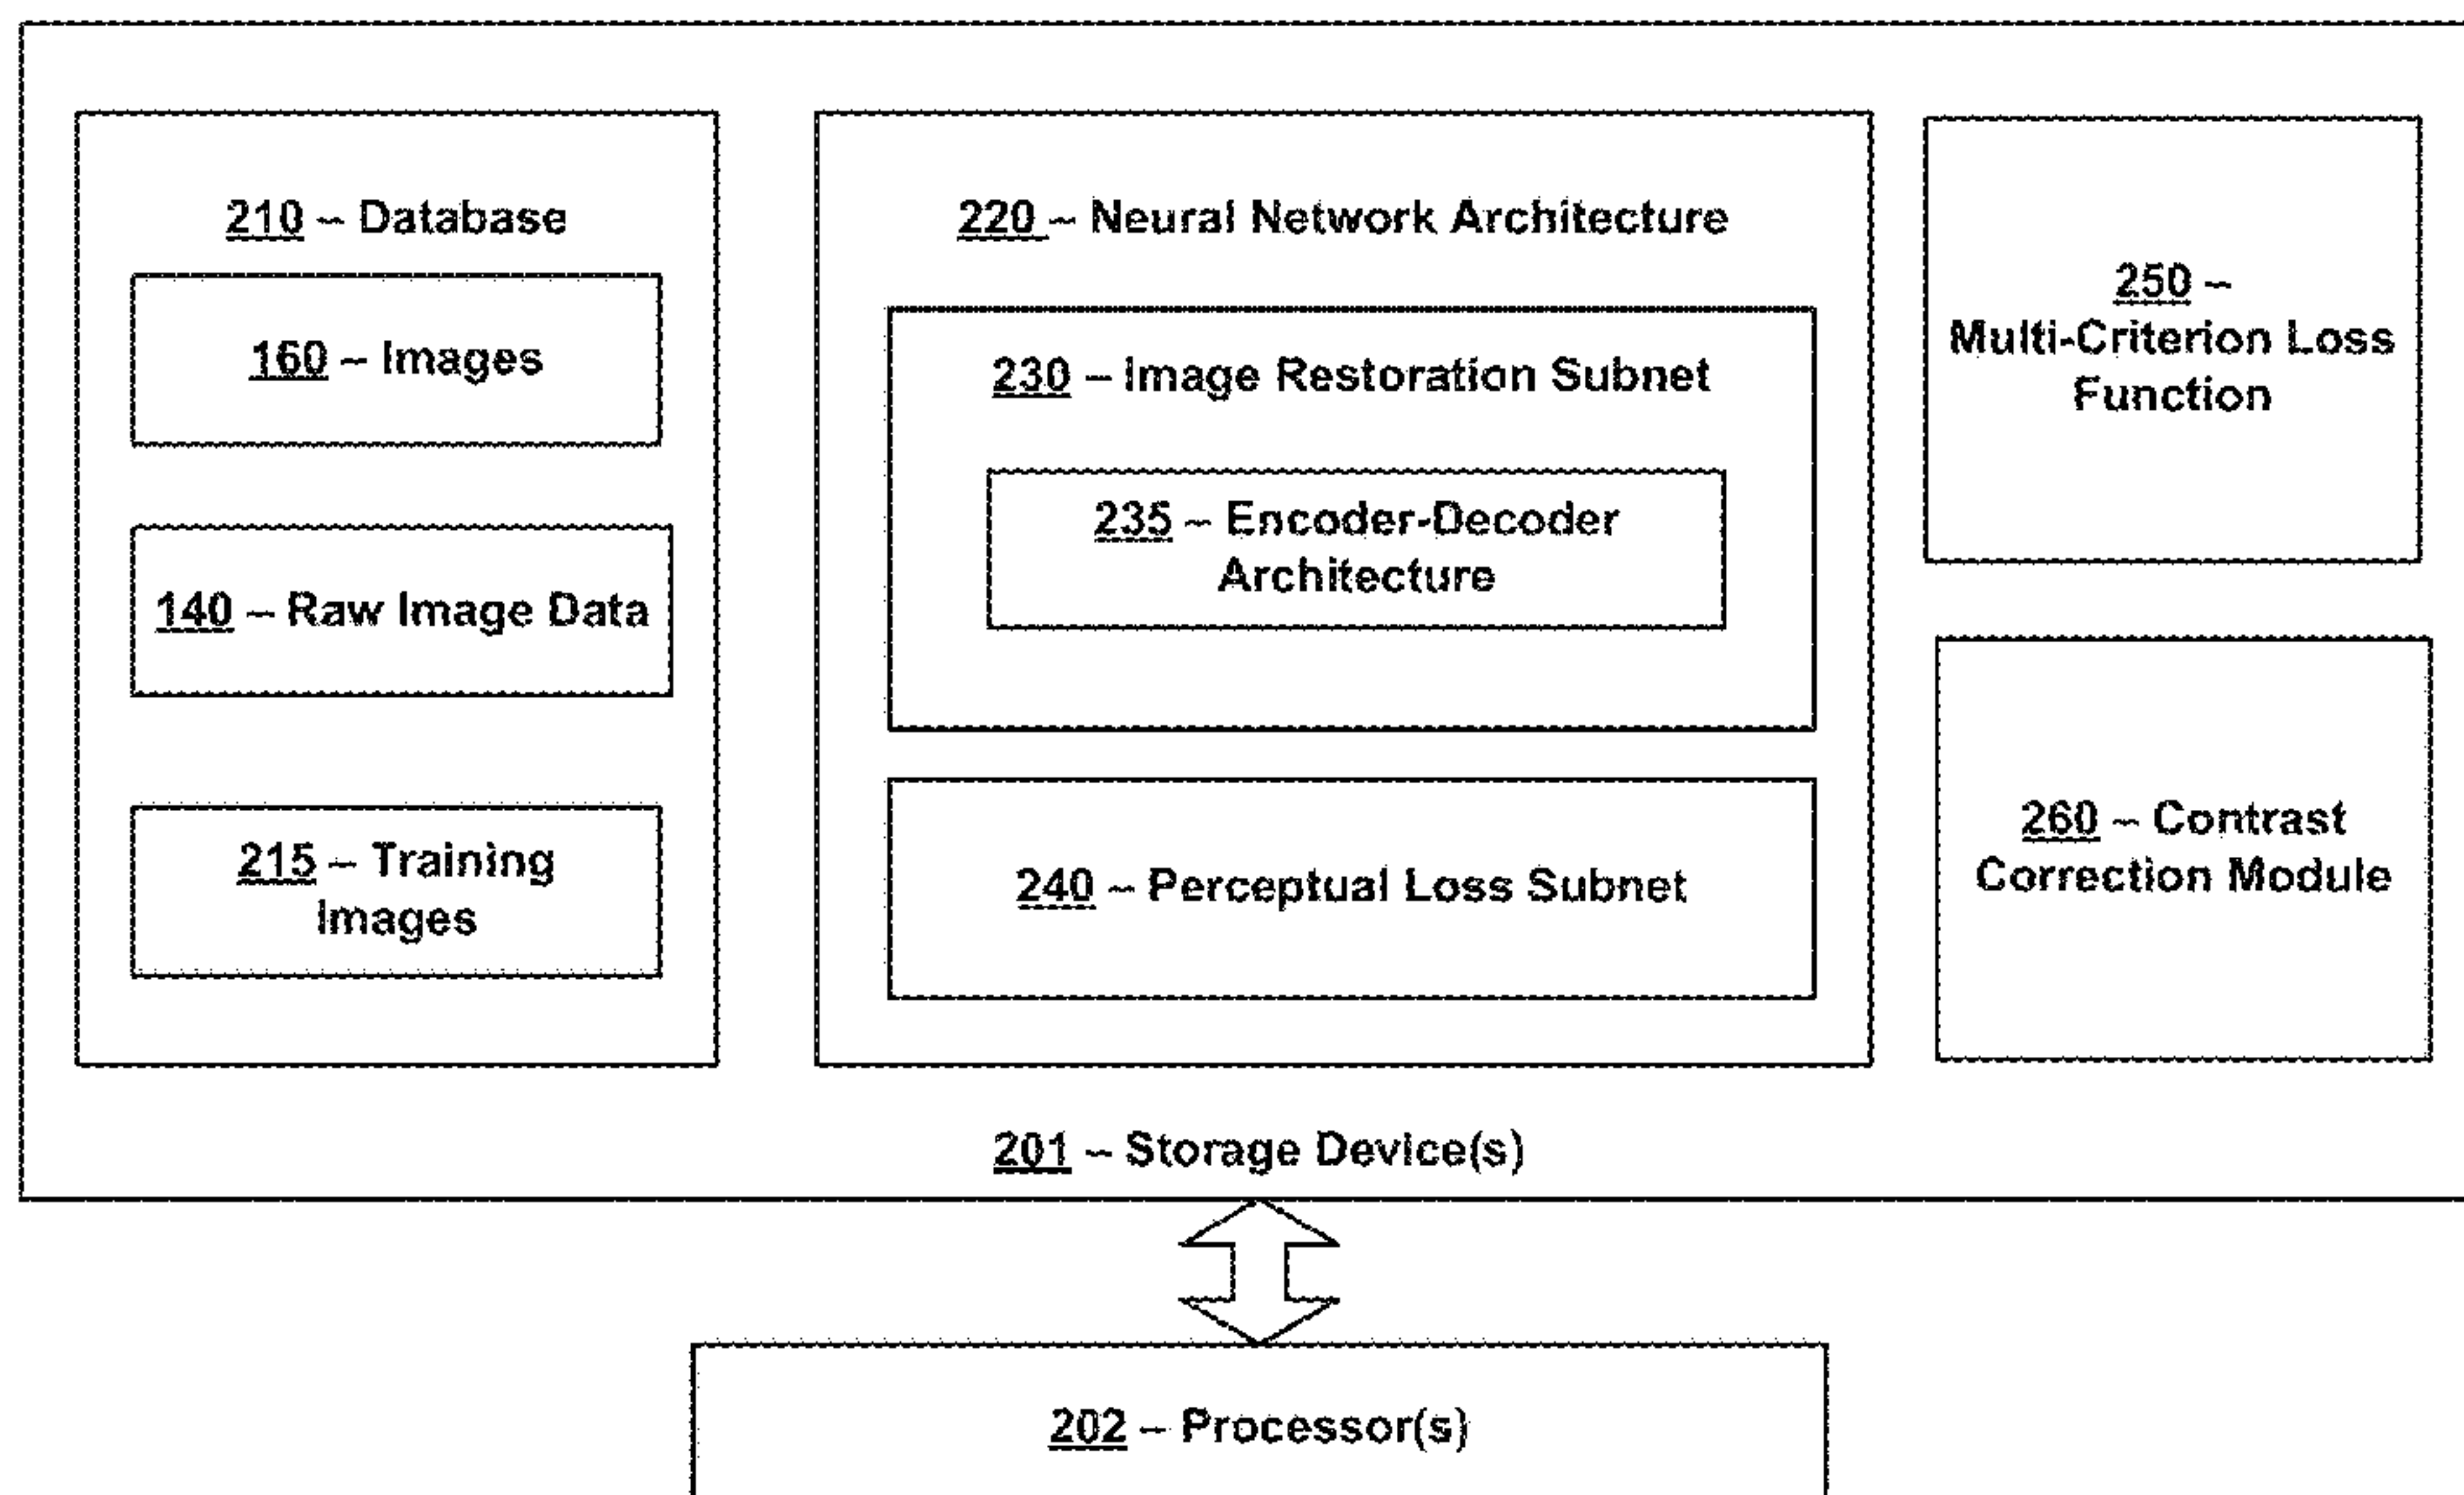 210 – Database
160 – Images
140 – Raw Image Data
215 – Training
Images
220 – Neural Network Architecture
230 – Image Restoration Subnet
235 – Encoder-Decoder
Architecture
240 – Perceptual Loss Subnet
250 –
Multi-Criterion Loss
Function
260 – Contrast
Correction Module
201 – Storage Device(s)
202 – Processor(s)